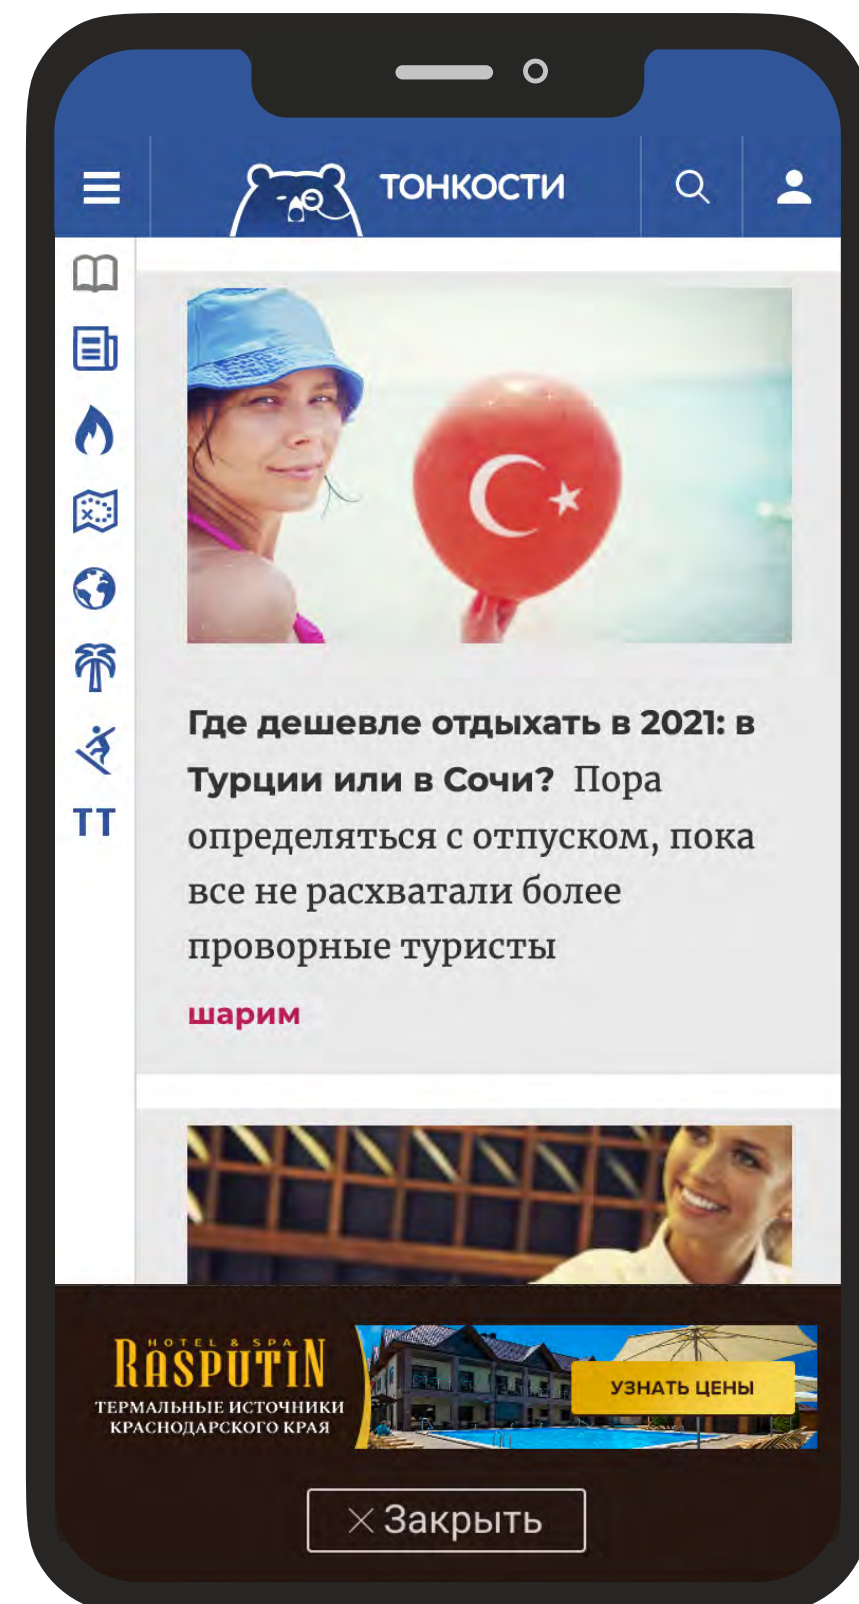 ТОНКОСТИ
ТТ
Где дешевле отдыхать в 2021: в
Турции или в Сочи? Пора
определяться с отпуском, пока
все не расхватали более
проворные туристы
шарим
HOTEL & SPA
RASPUTIN
ТЕРМАЛЬНЫЕ ИСТОЧНИКИ
КРАСНОДАРСКОГО КРАЯ
УЗНАТЬ ЦЕНЫ
Закрыть